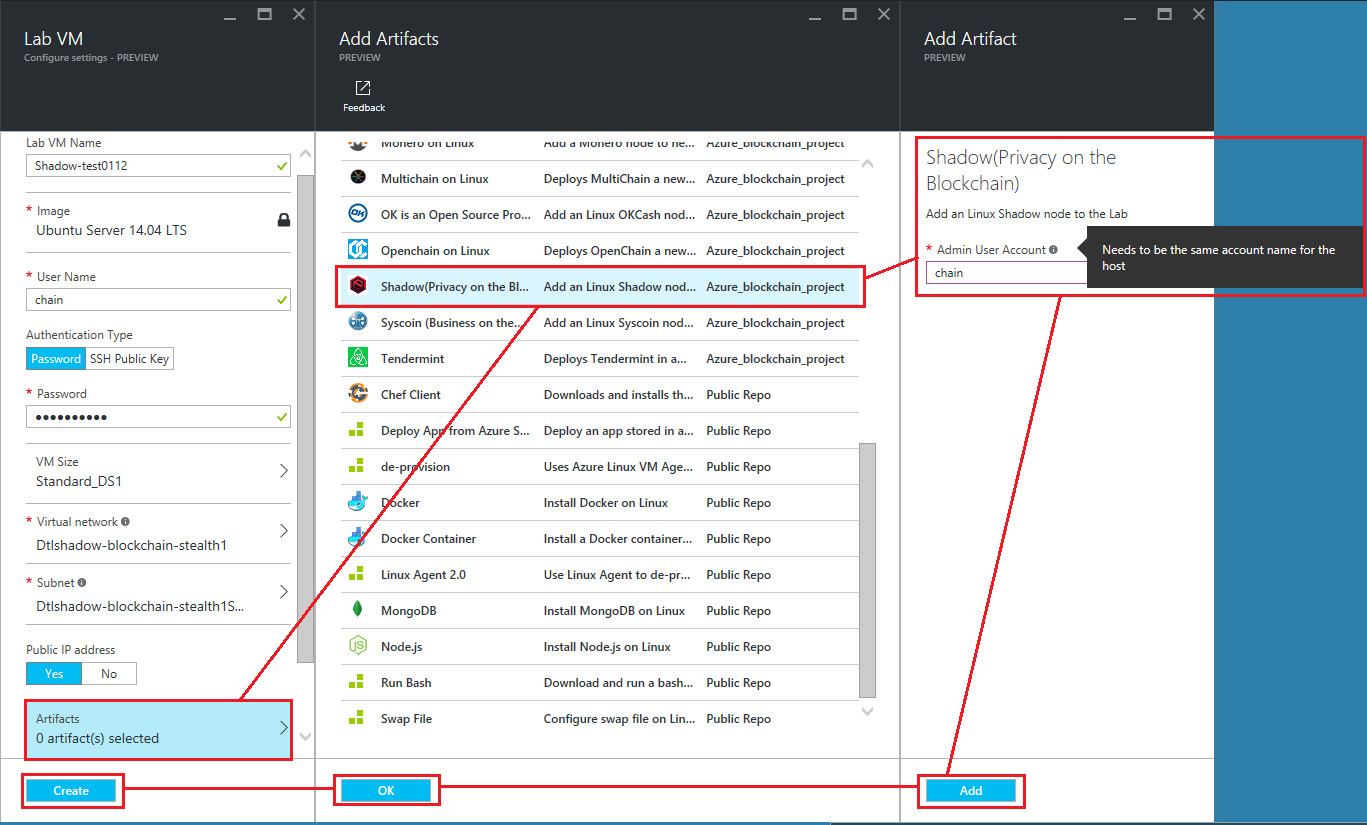 Lab VM
Configure settings - PREVIEW
Lab VM Name
Shadow-test0112
* Image
Ubuntu Server 14.04 LTS
* User Name
chain
Authentication Type
Password SSH Public Key
* Password
VM Size
Standard_DS1
* Virtual network
Dtlshadow-blockchain-stealth1
* Subnet
Dtlshadow-blockchain-stealth1S...
Public IP address
Yes No
Artifacts
0 artifact(s) selected
Create
Add Artifacts
PREVIEW
Feedback
Monero on Linux Add a Monero node to ne... Azure_blockchain_project
Multichain on Linux Deploys MultiChain a new... Azure_blockchain_project
OK is an Open Source Pro... Add an Linux OKCash nod... Azure_blockchain_project
Openchain on Linux Deploys OpenChain a new... Azure_blockchain_project
Shadow(Privacy on the Bl... Add an Linux Shadow nod... Azure_blockchain_project
Syscoin (Business on the... Add an Linux Syscoin nod... Azure_blockchain_project
Tendermint Deploys Tendermint in a... Azure_blockchain_project
Chef Client Downloads and installs th... Public Repo
Deploy App from Azure S... Deploy an app stored in a... Public Repo
de-provision Uses Azure Linux VM Age... Public Repo
Docker Install Docker on Linux Public Repo
Docker Container Install a Docker container... Public Repo
Linux Agent 2.0 Use Linux Agent to de-pr... Public Repo
MongoDB Install MongoDB on Linux Public Repo
Node.js Install Node.js on Linux Public Repo
Run Bash Download and run a bash... Public Repo
Swap File Configure swap file on Lin... Public Repo
OK
Add Artifact
PREVIEW
Shadow(Privacy on the
Blockchain)
Add an Linux Shadow node to the Lab
* Admin User Account
chain
Needs to be the same account name for the
host
Add